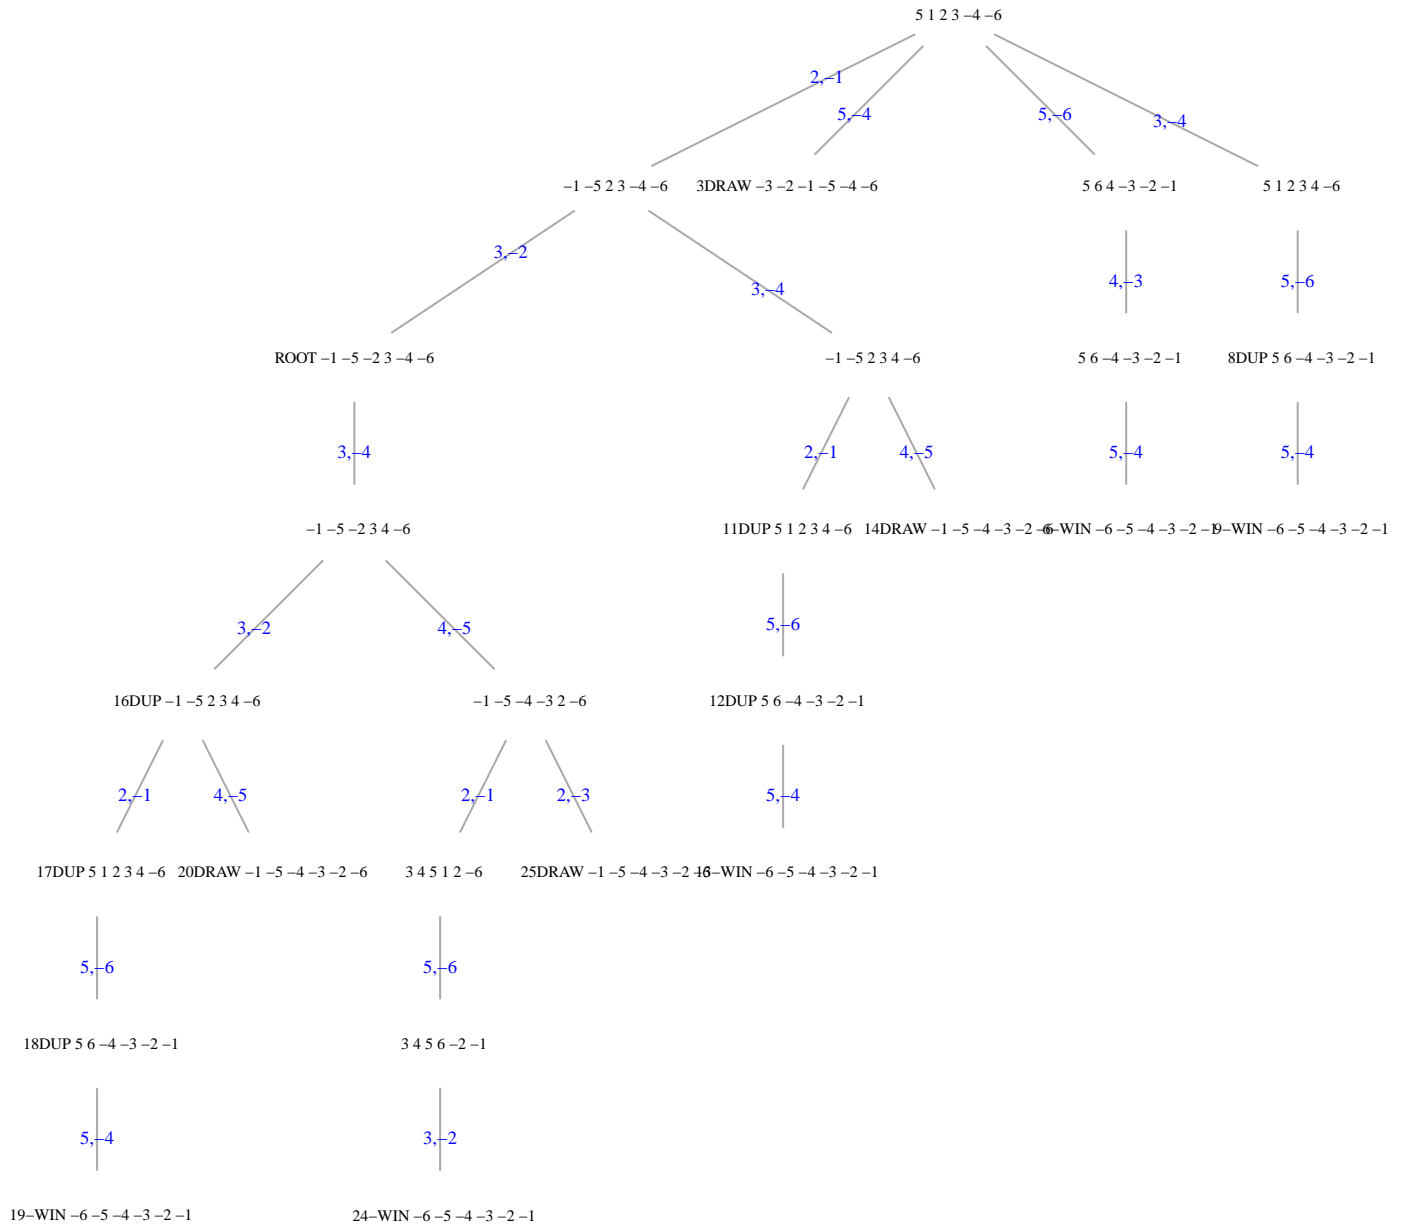 5 1 2 3 –4 –6
2,–1
5,–4
5,–6
3,–4
–1 –5 2 3 –4 –6
3DRAW –3 –2 –1 –5 –4 –6
5 6 4 –3 –2 –1
5 1 2 3 4 –6
3,–2
3,–4
4,–3
5,–6
ROOT –1 –5 –2 3 –4 –6
–1 –5 2 3 4 –6
5 6 –4 –3 –2 –1
8DUP 5 6 –4 –3 –2 –1
3,–4
2,–1
4,–5
5,–4
5,–4
–1 –5 –2 3 4 –6
11DUP 5 1 2 3 4 –6
14DRAW –1 –5 –4 –3 –2 –6
6–WIN –6 –5 –4 –3 –2 –1
9–WIN –6 –5 –4 –3 –2 –1
3,–2
4,–5
5,–6
16DUP –1 –5 2 3 4 –6
–1 –5 –4 –3 2 –6
12DUP 5 6 –4 –3 –2 –1
2,–1
4,–5
2,–1
2,–3
5,–4
17DUP 5 1 2 3 4 –6
20DRAW –1 –5 –4 –3 –2 –6
3 4 5 1 2 –6
25DRAW –1 –5 –4 –3 –2 –6
13–WIN –6 –5 –4 –3 –2 –1
5,–6
5,–6
18DUP 5 6 –4 –3 –2 –1
3 4 5 6 –2 –1
5,–4
3,–2
19–WIN –6 –5 –4 –3 –2 –1
24–WIN –6 –5 –4 –3 –2 –1